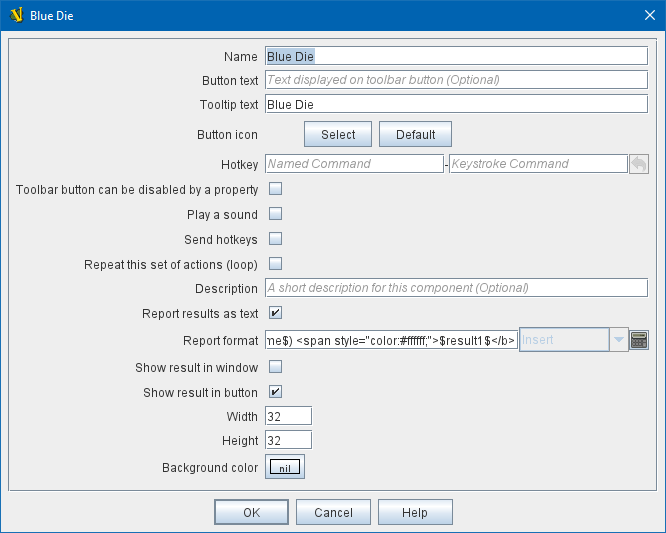 Blue Die
Name Blue Die
Button text Text displayed on toolbar button (Optional)
Tooltip text Blue Die
Button icon Select Default
Hotkey Named Command - Keystroke Command
Toolbar button can be disabled by a property
Play a sound
Send hotkeys
Repeat this set of actions (loop)
Description A short description for this component (Optional)
Report results as text
Report format me$) <span style="color:#ffffff;">$result1$</b> Insert
Show result in window
Show result in button
Width 32
Height 32
Background color nil
OK Cancel Help